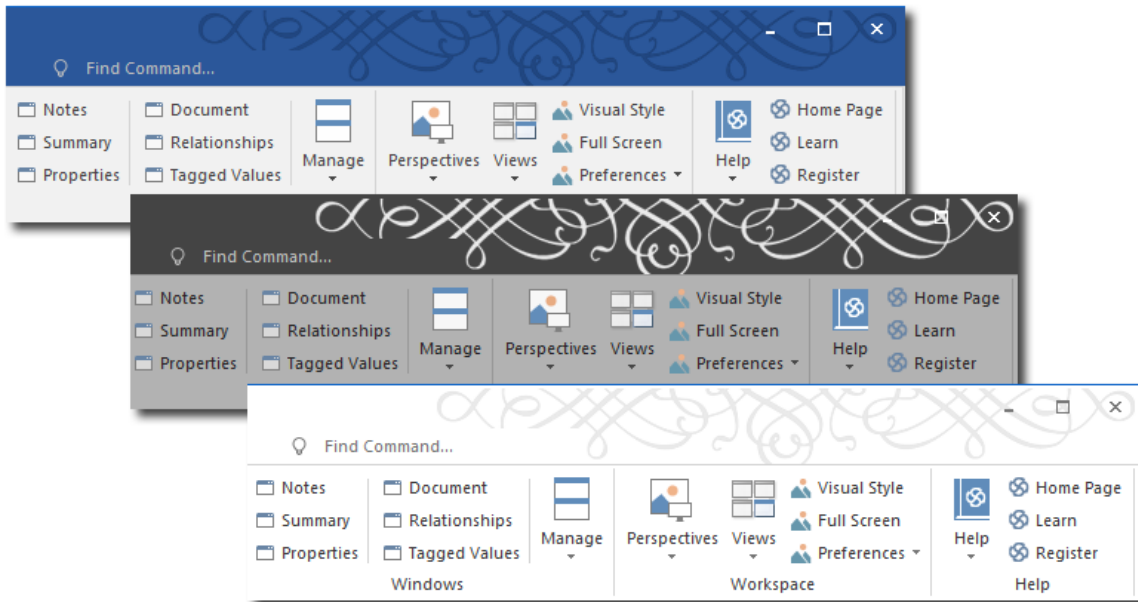 Find Command...
Notes Document Visual Style Home Page
Summary Relationships Full Screen Learn
Manage Perspectives Views Help
Properties Tagged Values Preferences Register
Find Command...
Notes Document Visual Style Home Page
Summary Relationships Full Screen Learn
Manage Perspectives Views Help
Properties Tagged Values Preferences Register
Find Command...
Notes Document Visual Style Home Page
Summary Relationships Full Screen Learn
Manage Perspectives Views Help
Properties Tagged Values Preferences Register
Windows Workspace Help